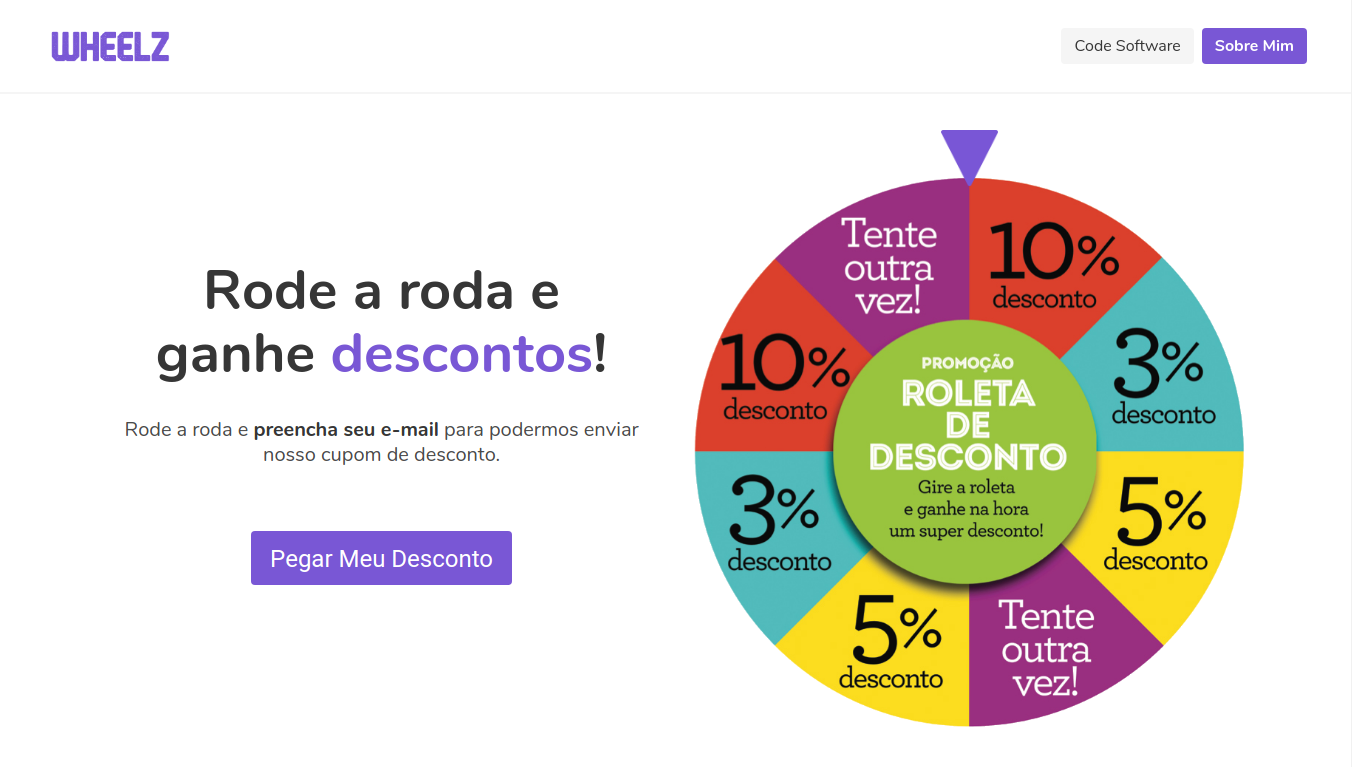 WHEELZ
Code Software
Sobre Mim
Rode a roda e
ganhe descontos!
Rode a roda e preencha seu e-mail para podermos enviar
nosso cupom de desconto.
Pegar Meu Desconto
Tente
outra
vez!
10%
desconto
3%
desconto
5%
desconto
Tente
outra
vez!
5%
desconto
3%
desconto
10%
desconto
PROMOÇÃO
ROLETA
DE
DESCONTO
Gire a roleta
e ganhe na hora
um super desconto!